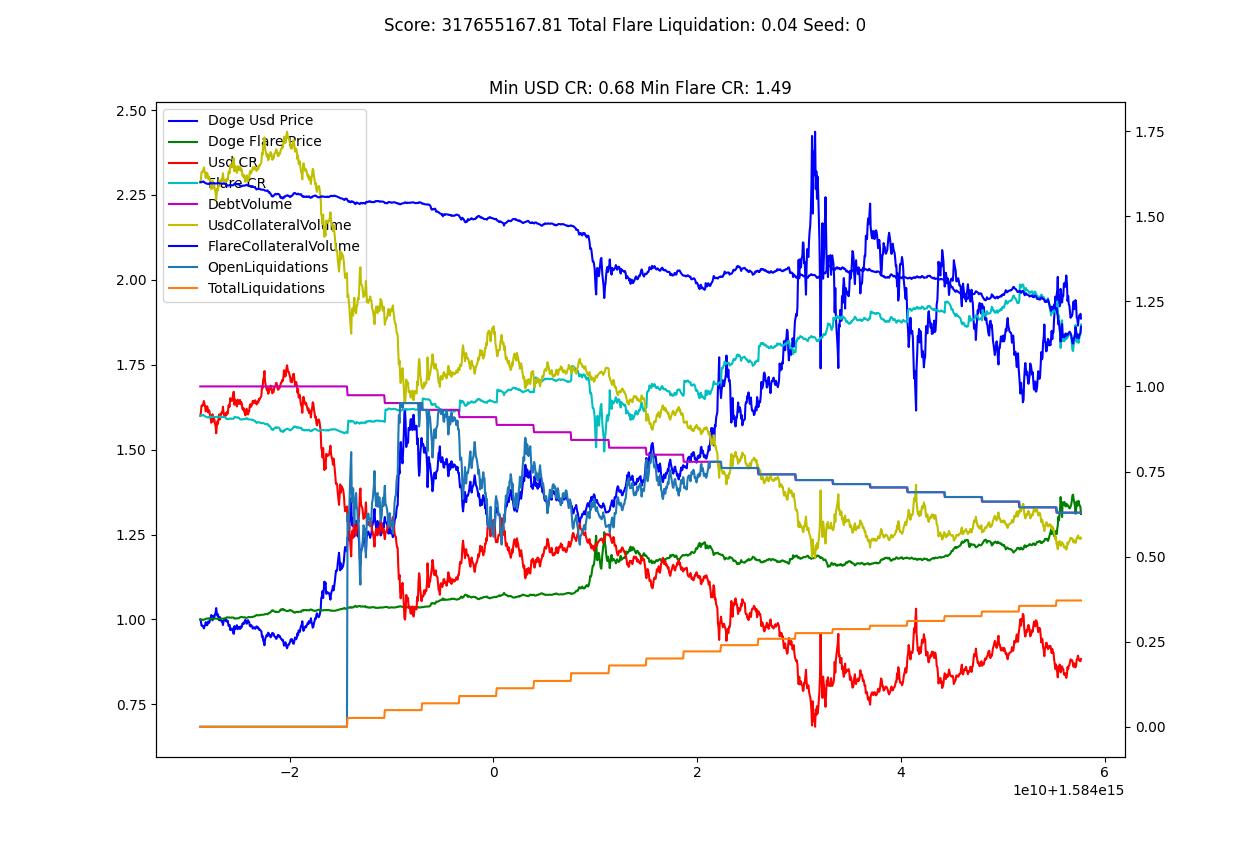 Score: 317655167.81 Total Flare Liquidation: 0.04 Seed: 0
Min USD CR: 0.68 Min Flare CR: 1.49
Doge Usd Price
Doge Flare Price
Usd CR
Flare CR
DebtVolume
UsdCollateralVolume
FlareCollateralVolume
OpenLiquidations
TotalLiquidations
2.50
2.25
2.00
1.75
1.50
1.25
1.00
0.75
1.75
1.50
1.25
1.00
0.75
0.50
0.25
0.00
−2 0 2 4 6
1e10+1.584e15